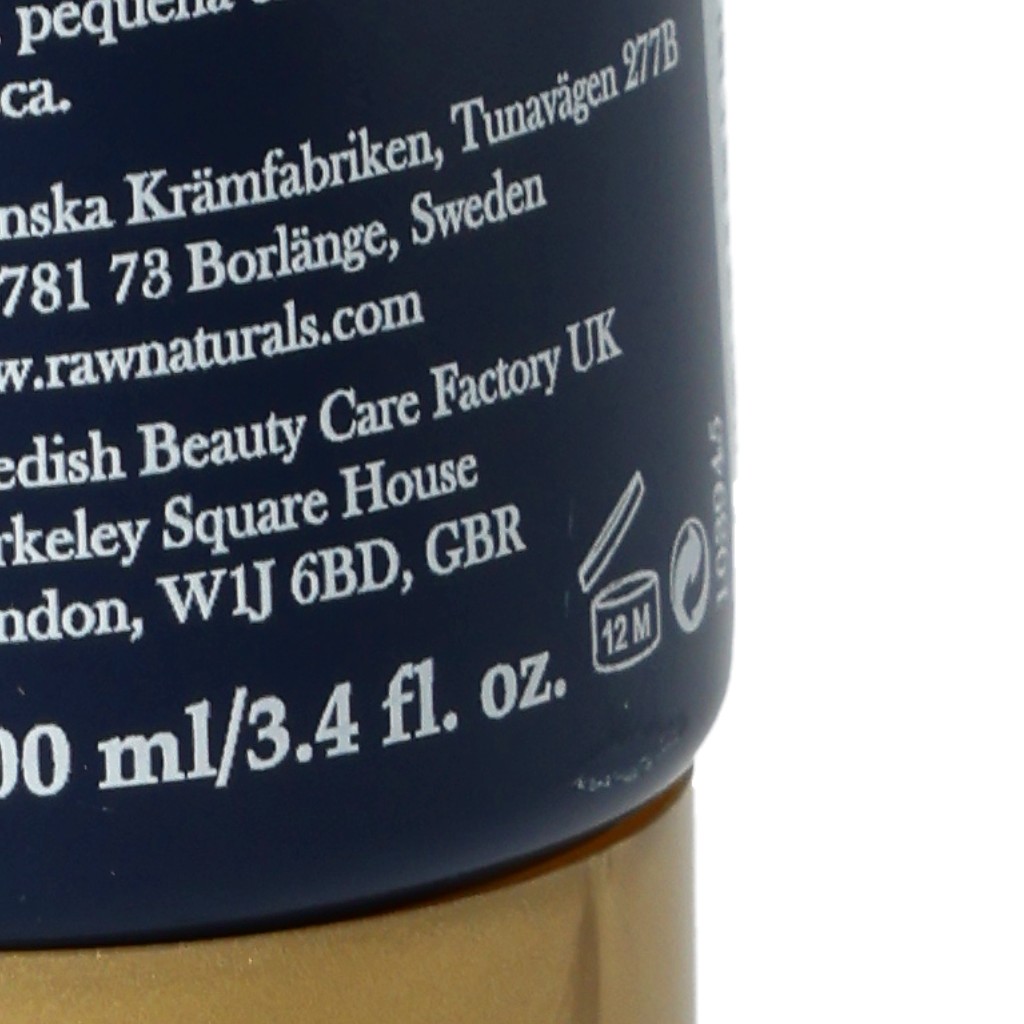 pequeña
ca.
nska Krämfabriken, Tunavägen 277B
781 73 Borlänge, Sweden
w.rawnaturals.com
edish Beauty Care Factory UK
rkeley Square House
ndon, W1J 6BD, GBR
12 M
00 ml/3.4 fl. oz.